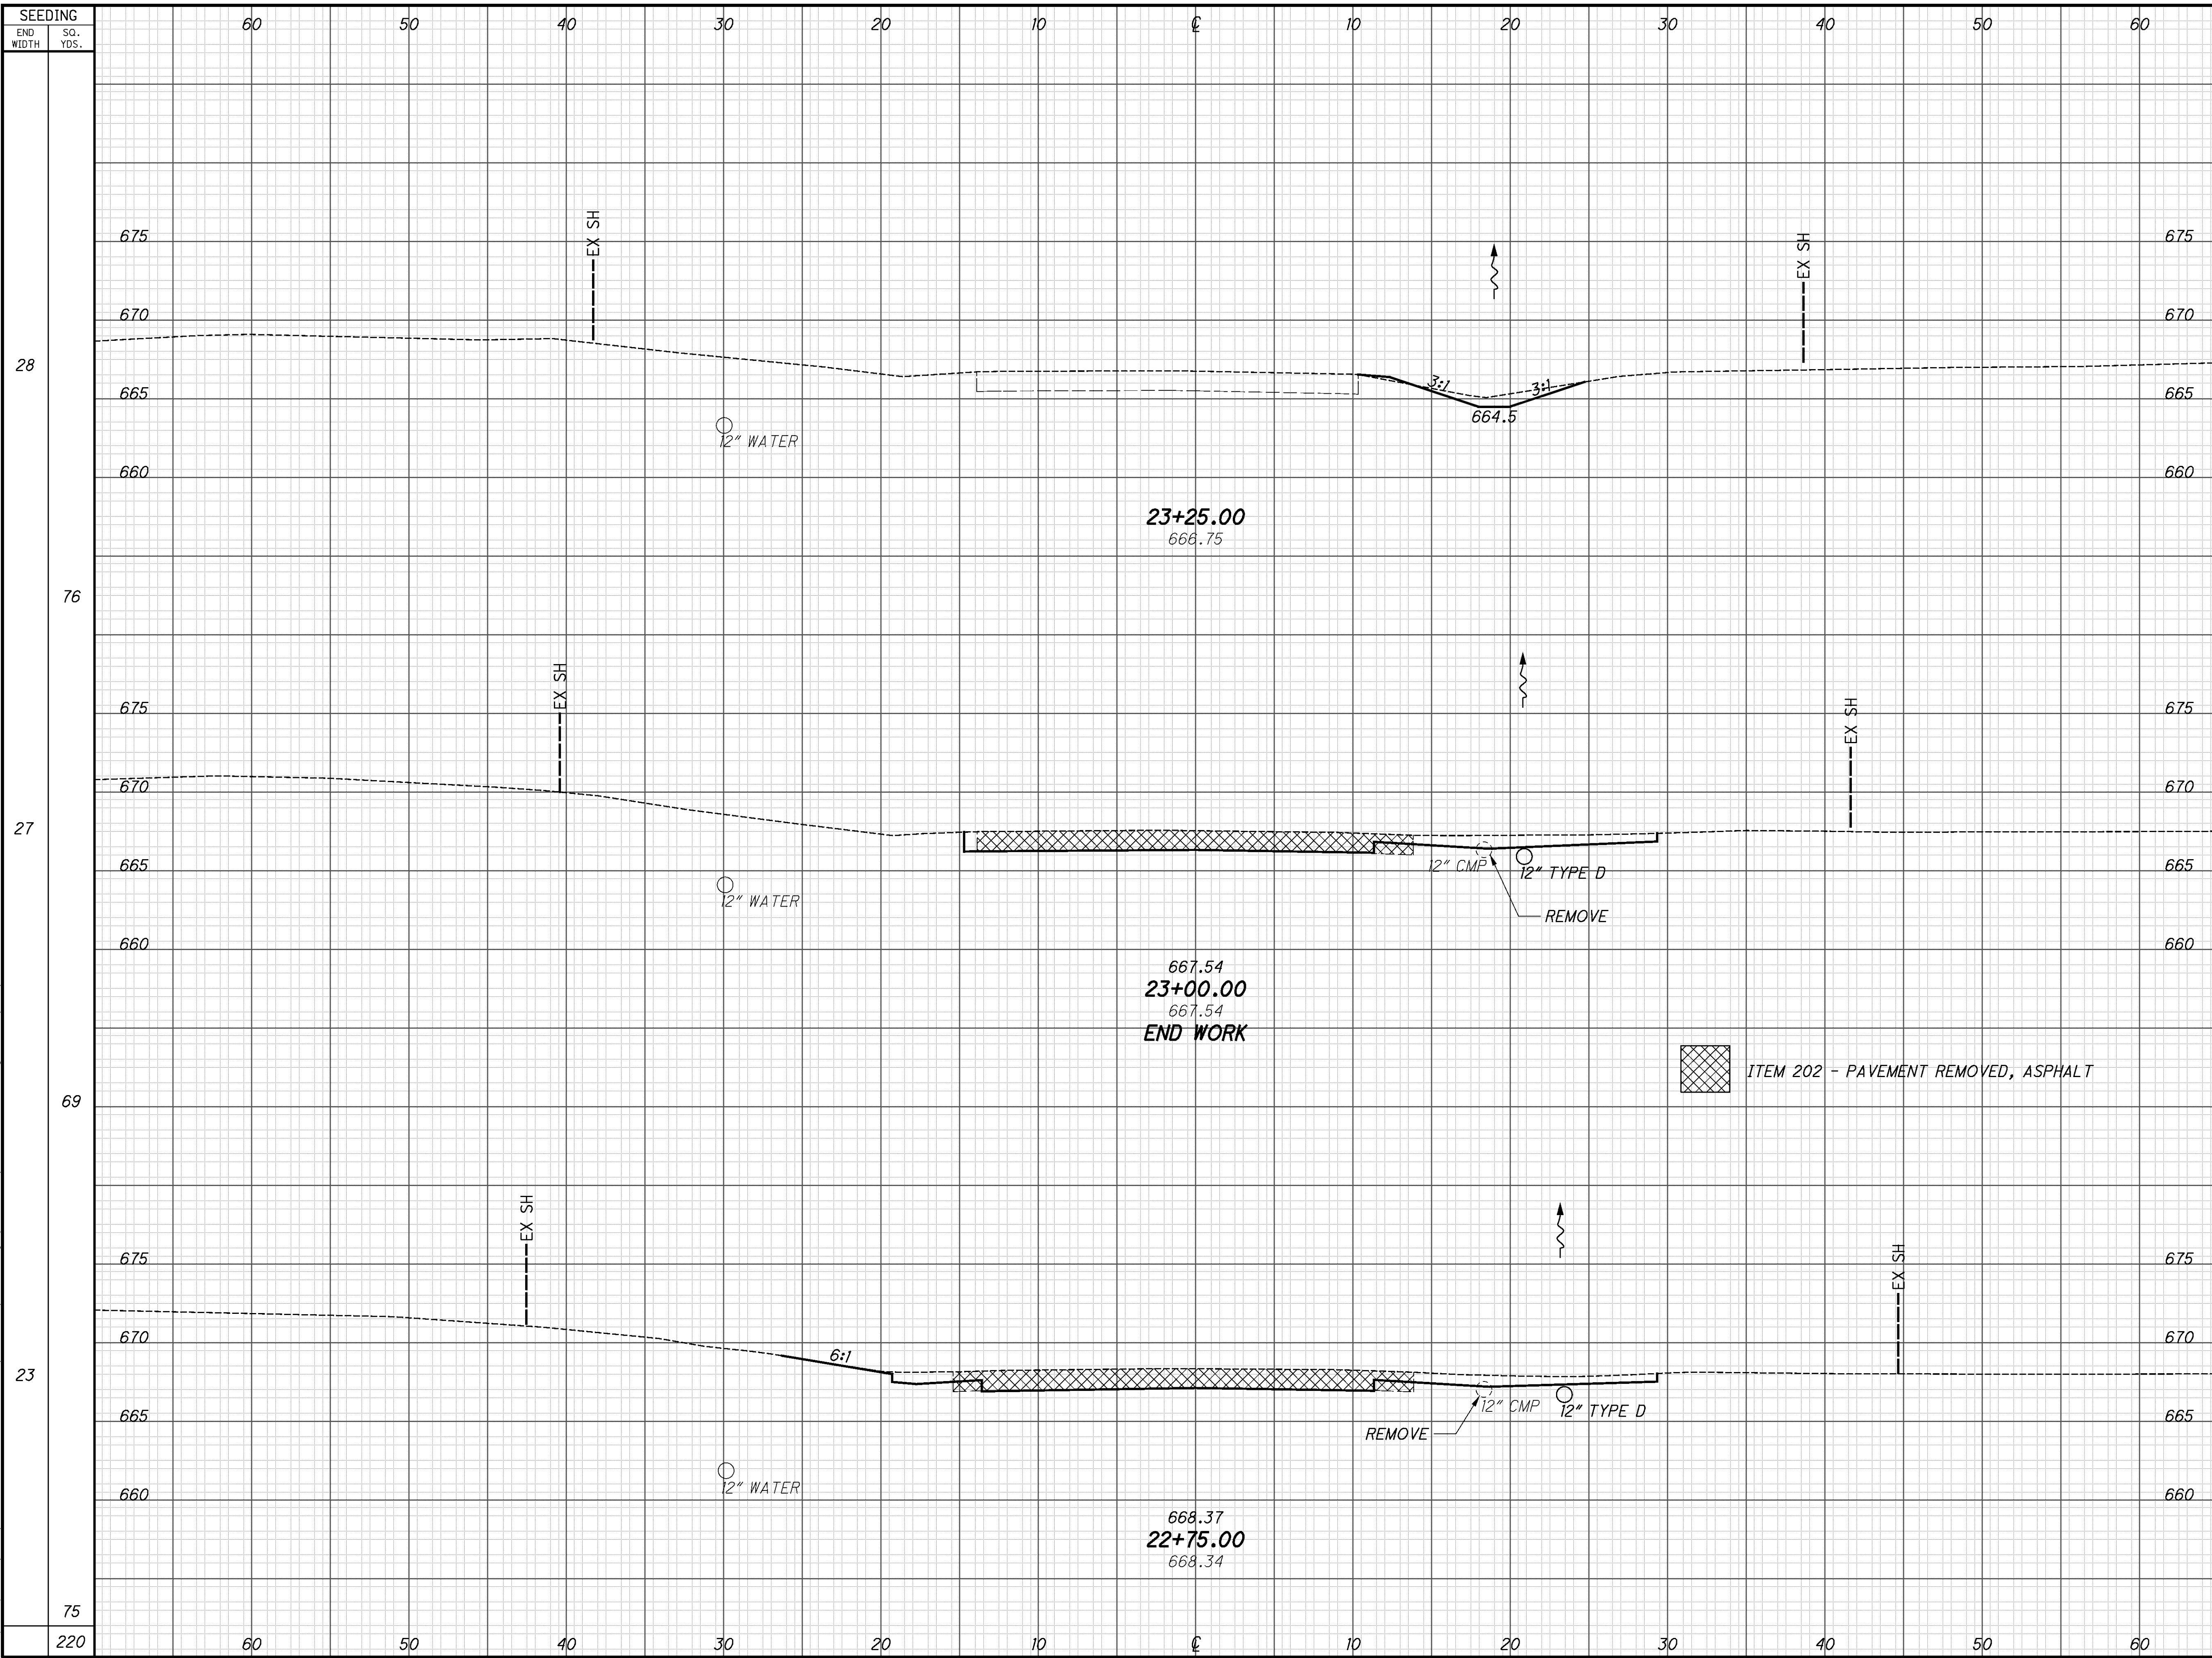 SEEDING
END WIDTH
SQ. YDS.
60 50 40 30 20 10 ℄ 10 20 30 40 50 60
EX SH
EX SH
675 675
670 670
28
665 665
3:1 3:1
664.5
12" WATER
660 660
23+25.00
666.75
76
EX SH
EX SH
675 675
670 670
27
665 665
12" CMP
12" TYPE D
12" WATER
REMOVE
660 660
667.54
23+00.00
667.54
END WORK
ITEM 202 - PAVEMENT REMOVED, ASPHALT
69
EX SH
EX SH
675 675
670 670
6:1
23
12" CMP
12" TYPE D
665 665
REMOVE
12" WATER
660 660
668.37
22+75.00
668.34
75
220
60 50 40 30 20 10 ℄ 10 20 30 40 50 60